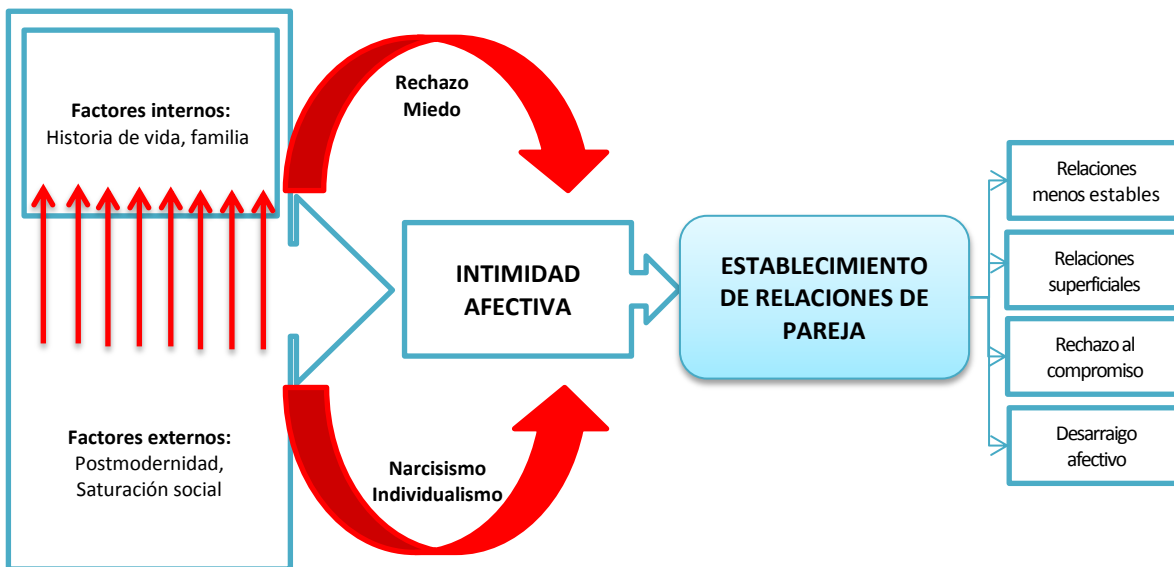 Factores internos:
Historia de vida, familia
Factores externos:
Postmodernidad,
Saturación social
Rechazo
Miedo
Narcisismo
Individualismo
INTIMIDAD
AFECTIVA
ESTABLECIMIENTO
DE RELACIONES DE
PAREJA
Relaciones
menos estables
Relaciones
superficiales
Rechazo al
compromiso
Desarraigo
afectivo